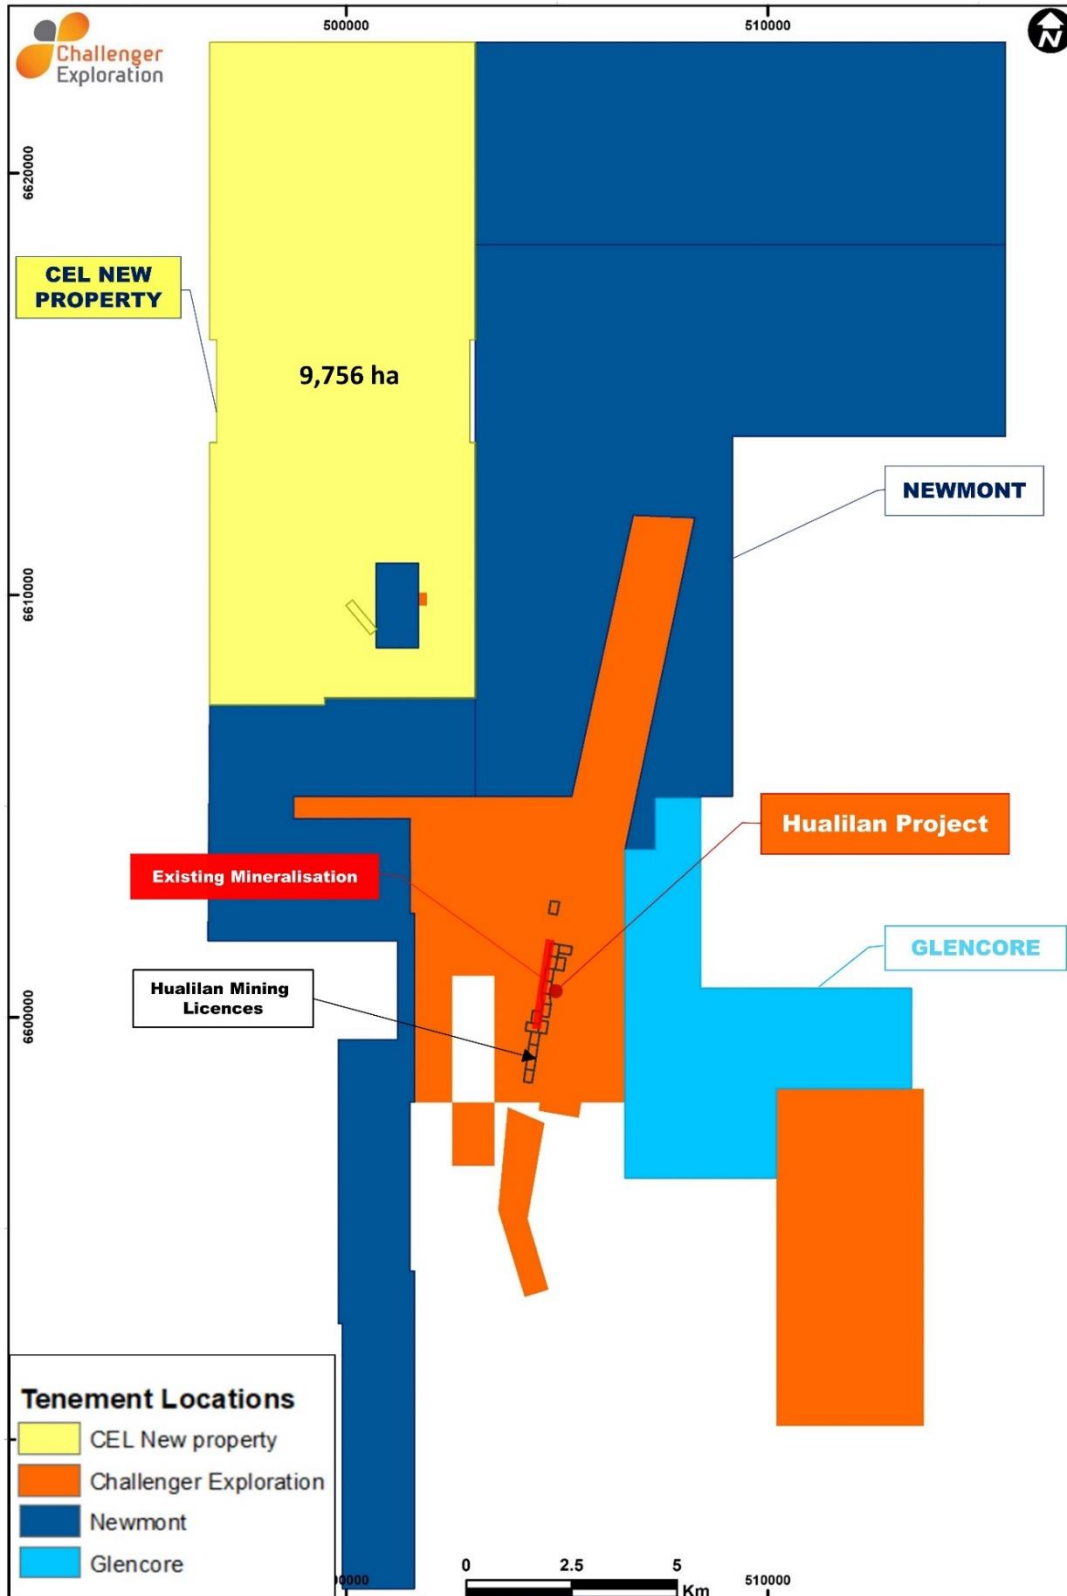 500000
510000
N
Challenger
Exploration
6620000
CEL NEW
PROPERTY
9,756 ha
NEWMONT
6610000
Hualilan Project
Existing Mineralisation
GLENCORE
Hualilan Mining
Licences
6600000
Tenement Locations
CEL New property
Challenger Exploration
Newmont
Glencore
0
2.5
5
Km
510000